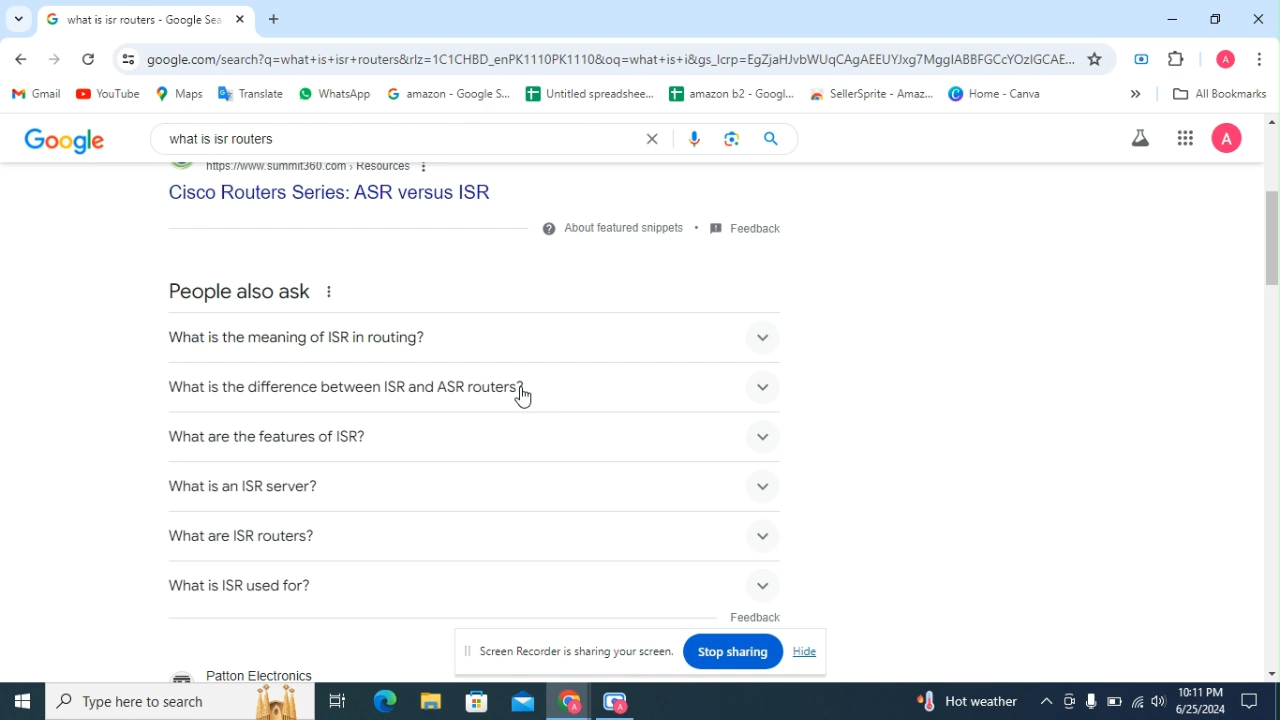 what is isr routers - Google Sea
google.com/search?q=what+is+isr+routers&rlz=1C1CHBD_enPK1110PK1110&oq=what+is+i&gs_lcrp=EgZjaHJvbWUqCAgAEEUYJxg7MggIABBFGCcYOzIGCAE...
A
Gmail
YouTube
Maps
Translate
WhatsApp
amazon - Google S...
Untitled spreadshee...
amazon b2 - Googl...
SellerSprite - Amaz...
Home - Canva
»
All Bookmarks
Google
what is isr routers
A
https://www.summit360.com › Resources
Cisco Routers Series: ASR versus ISR
About featured snippets • Feedback
People also ask
What is the meaning of ISR in routing?
What is the difference between ISR and ASR routers?
What are the features of ISR?
What is an ISR server?
What are ISR routers?
What is ISR used for?
Feedback
Screen Recorder is sharing your screen. Stop sharing Hide
Patton Electronics
Type here to search
Hot weather
10:11 PM
6/25/2024